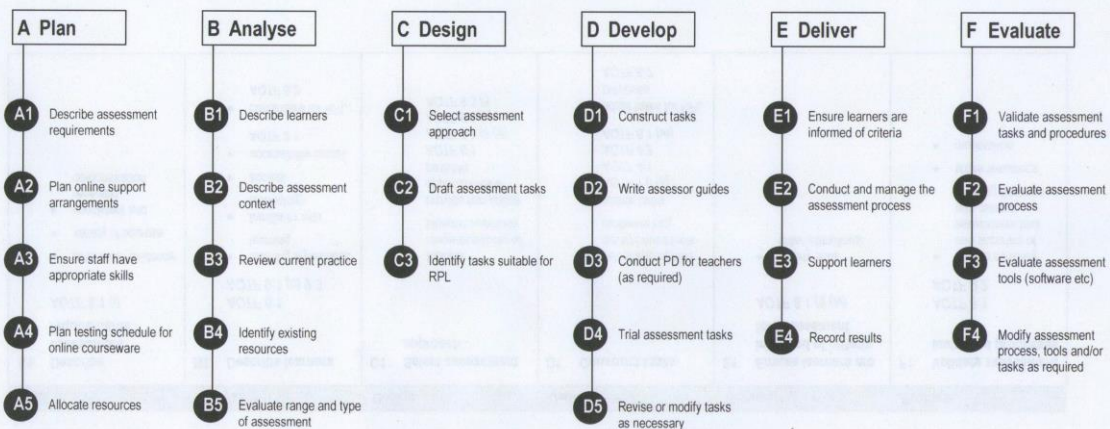 A Plan
A1 Describe assessment
requirements
A2 Plan online support
arrangements
A3 Ensure staff have
appropriate skills
A4 Plan testing schedule for
online courseware
A5 Allocate resources
B Analyse
B1 Describe learners
B2 Describe assessment
context
B3 Review current practice
B4 Identify existing
resources
B5 Evaluate range and type
of assessment
C Design
C1 Select assessment
approach
C2 Draft assessment tasks
C3 Identify tasks suitable for
RPL
D Develop
D1 Construct tasks
D2 Write assessor guides
D3 Conduct PD for teachers
(as required)
D4 Trial assessment tasks
D5 Revise or modify tasks
as necessary
E Deliver
E1 Ensure learners are
informed of criteria
E2 Conduct and manage the
assessment process
E3 Support learners
E4 Record results
F Evaluate
F1 Validate assessment
tasks and procedures
F2 Evaluate assessment
process
F3 Evaluate assessment
tools (software etc)
F4 Modify assessment
process, tools and/or
tasks as required